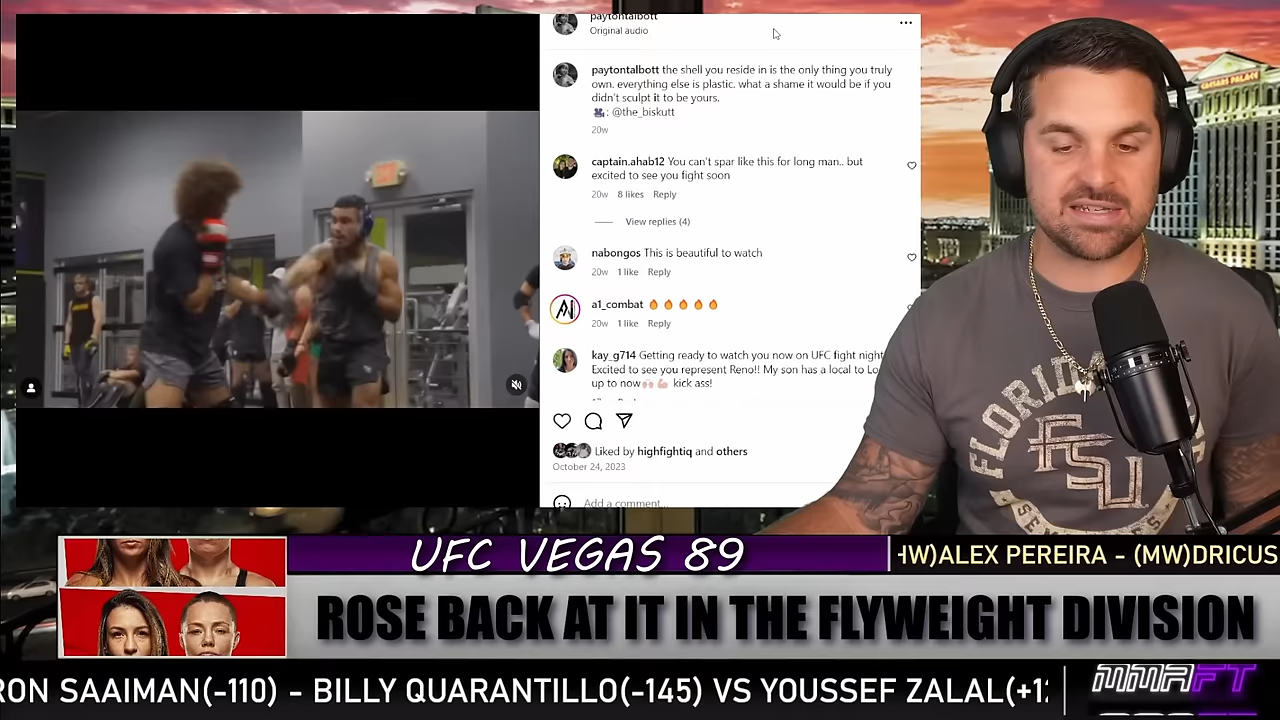 paytontalbott
Original audio
paytontalbott the shell you reside in is the only thing you truly
own. everything else is plastic. what a shame it would be if you
didn't sculpt it to be yours.
: @the_biskutt
20w
captain.ahab12 You can't spar like this for long man.. but
excited to see you fight soon
20w 8 likes Reply
View replies (4)
nabongos This is beautiful to watch
20w 1 like Reply
a1_combat 🔥🔥🔥🔥🔥
20w 1 like Reply
kay_g714 Getting ready to watch you now on UFC fight night
Excited to see you represent Reno!! My son has a local to Lo
up to now🙌🏻💪🏻 kick ass!
Liked by highfightiq and others
October 24, 2023
Add a comment...
CAESARS PALACE
FLORIDA
FSU
UFC VEGAS 89
HW)ALEX PEREIRA - (MW)DRICUS
ROSE BACK AT IT IN THE FLYWEIGHT DIVISION
RON SAAIMAN(-110) - BILLY QUARANTILLO(-145) VS YOUSSEF ZALAL(+12
MMAFT